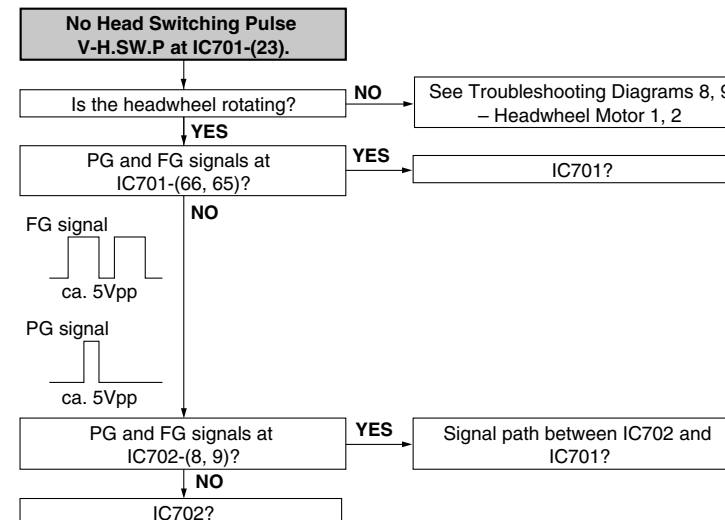 No Head Switching Pulse
V-H.SW.P at IC701-(23).
Is the headwheel rotating?
NO
See Troubleshooting Diagrams 8, 9
– Headwheel Motor 1, 2
YES
PG and FG signals at
IC701-(66, 65)?
YES
IC701?
NO
FG signal
ca. 5Vpp
PG signal
ca. 5Vpp
PG and FG signals at
IC702-(8, 9)?
YES
Signal path between IC702 and
IC701?
NO
IC702?